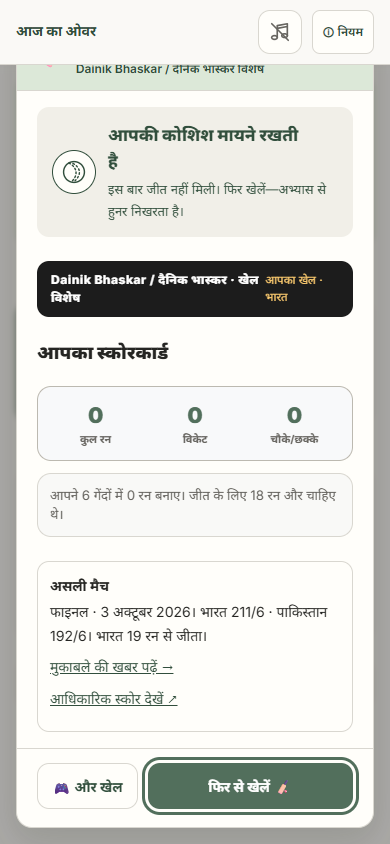 आज का ओवर
नियम
Dainik Bhaskar / दैनिक भास्कर विशेष
आपकी कोशिश मायने रखती
है
इस बार जीत नहीं मिली। फिर खेलें—अभ्यास से
हुनर निखरता है।
Dainik Bhaskar / दैनिक भास्कर · खेल
विशेष
आपका खेल ·
भारत
आपका स्कोरकार्ड
0
कुल रन
0
विकेट
0
चौके/छक्के
आपने 6 गेंदों में 0 रन बनाए। जीत के लिए 18 रन और चाहिए
थे।
असली मैच
फाइनल · 3 अक्टूबर 2026। भारत 211/6 · पाकिस्तान
192/6। भारत 19 रन से जीता।
मुकाबले की खबर पढ़ें →
आधिकारिक स्कोर देखें ↗
और खेल
फिर से खेलें